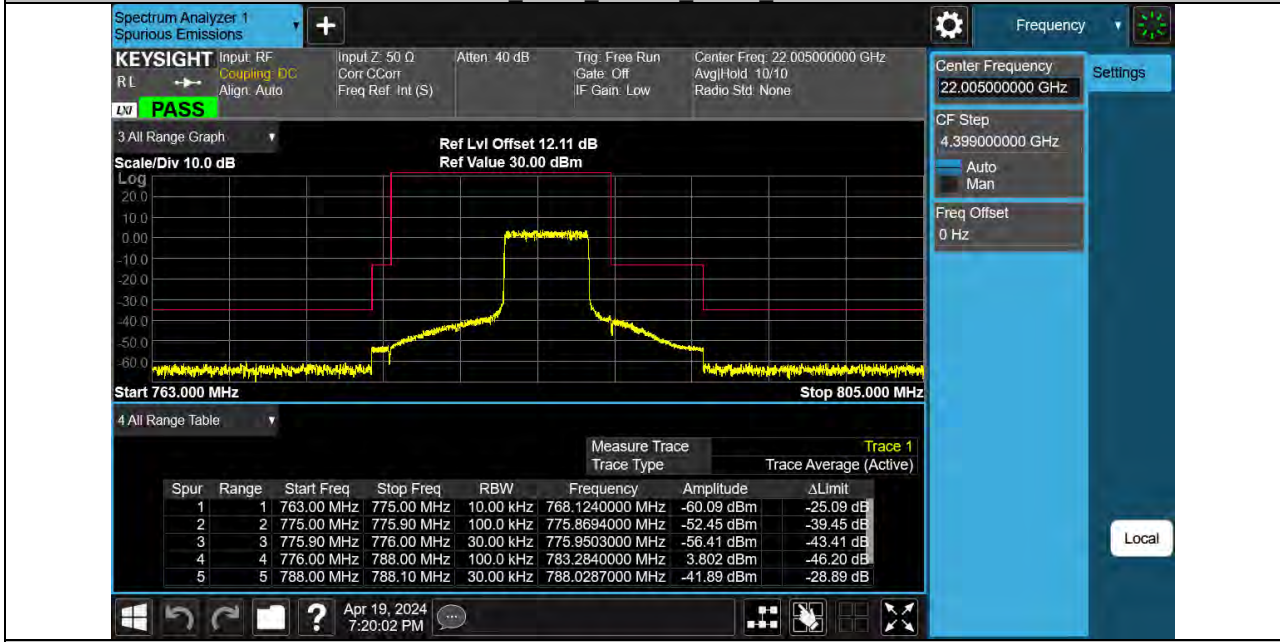 Spectrum Analyzer 1
Spurious Emissions
Frequency
KEYSIGHT
RL
LXI
PASS
Input: RF
Coupling: DC
Align: Auto
Input Z: 50 Ω
Corr CCorr
Freq Ref: Int (S)
Atten: 40 dB
Trig: Free Run
Gate: Off
IF Gain: Low
Center Freq: 22.005000000 GHz
Avg|Hold: 10/10
Radio Std: None
Center Frequency
22.005000000 GHz
Settings
CF Step
4.399000000 GHz
Auto
Man
Freq Offset
0 Hz
Local
3 All Range Graph
Scale/Div 10.0 dB
Ref Lvl Offset 12.11 dB
Ref Value 30.00 dBm
Log
20.0
10.0
0.00
-10.0
-20.0
-30.0
-40.0
-50.0
-60.0
Start 763.000 MHz
Stop 805.000 MHz
4 All Range Table
Measure Trace Trace 1
Trace Type Trace Average (Active)
Spur Range Start Freq Stop Freq RBW Frequency Amplitude ΔLimit
1 1 763.00 MHz 775.00 MHz 10.00 kHz 768.1240000 MHz -60.09 dBm -25.09 dB
2 2 775.00 MHz 775.90 MHz 100.0 kHz 775.8694000 MHz -52.45 dBm -39.45 dB
3 3 775.90 MHz 776.00 MHz 30.00 kHz 775.9503000 MHz -56.41 dBm -43.41 dB
4 4 776.00 MHz 788.00 MHz 100.0 kHz 783.2840000 MHz 3.802 dBm -46.20 dB
5 5 788.00 MHz 788.10 MHz 30.00 kHz 788.0287000 MHz -41.89 dBm -28.89 dB
Apr 19, 2024
7:20:02 PM